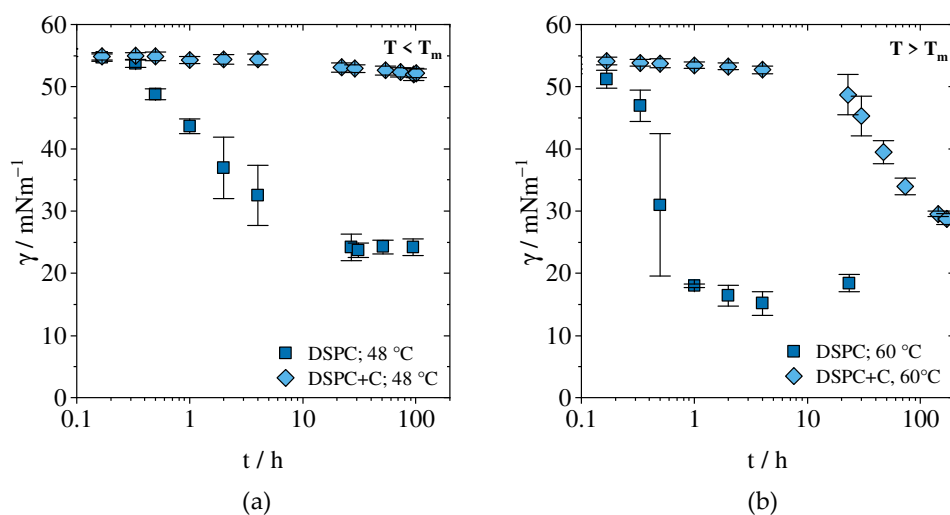 60
50
40
30
20
10
0
γ / mNm⁻¹
T < Tₘ
DSPC; 48 °C
DSPC+C; 48 °C
0.1
1
10
100
t / h
(a)
60
50
40
30
20
10
0
γ / mNm⁻¹
T > Tₘ
DSPC; 60 °C
DSPC+C, 60°C
0.1
1
10
100
t / h
(b)